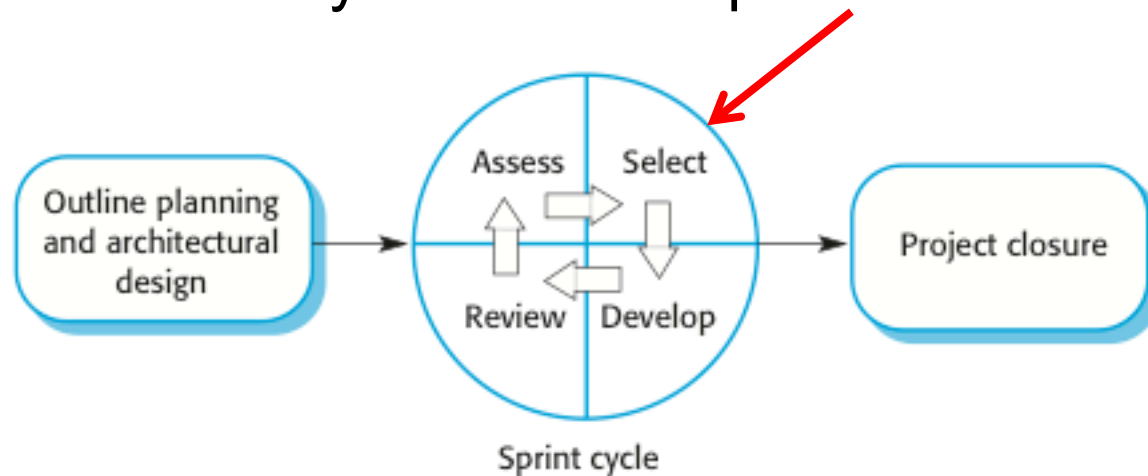 Outline planning
and architectural
design
Assess
Select
Review
Develop
Sprint cycle
Project closure